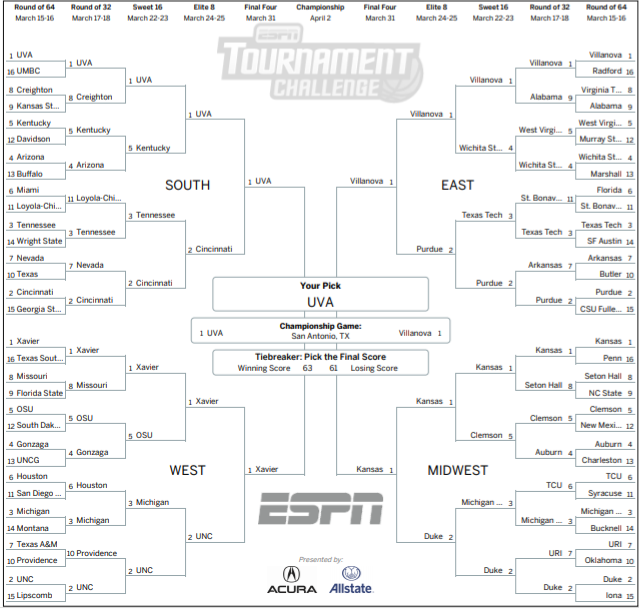 Round of 64 Round of 32 Sweet 16 Elite 8 Final Four Championship Final Four Elite 8 Sweet 16 Round of 32 Round of 64
March 15-16 March 17-18 March 22-23 March 24-25 March 31 April 2 March 31 March 24-25 March 22-23 March 17-18 March 15-16
ESPN
TOURNAMENT
CHALLENGE
SOUTH
1 UVA
16 UMBC
8 Creighton
9 Kansas St...
5 Kentucky
12 Davidson
4 Arizona
13 Buffalo
6 Miami
11 Loyola-Chi...
3 Tennessee
14 Wright State
7 Nevada
10 Texas
2 Cincinnati
15 Georgia St...
1 UVA
8 Creighton
5 Kentucky
4 Arizona
11 Loyola-Chi...
3 Tennessee
7 Nevada
2 Cincinnati
1 UVA
5 Kentucky
3 Tennessee
2 Cincinnati
1 UVA
2 Cincinnati
1 UVA
EAST
Villanova 1
Radford 16
Virginia T... 8
Alabama 9
West Virgi... 5
Murray St... 12
Wichita St... 4
Marshall 13
Florida 6
St. Bonav... 11
Texas Tech 3
SF Austin 14
Arkansas 7
Butler 10
Purdue 2
CSU Fulle... 15
Villanova 1
Alabama 9
West Virgi... 5
Wichita St... 4
St. Bonav... 11
Texas Tech 3
Arkansas 7
Purdue 2
Villanova 1
Wichita St... 4
Texas Tech 3
Purdue 2
Villanova 1
Purdue 2
Villanova 1
Your Pick
UVA
Championship Game:
1 UVA San Antonio, TX Villanova 1
Tiebreaker: Pick the Final Score
Winning Score 63 61 Losing Score
WEST
1 Xavier
16 Texas Sout...
8 Missouri
9 Florida State
5 OSU
12 South Dak...
4 Gonzaga
13 UNCG
6 Houston
11 San Diego ...
3 Michigan
14 Montana
7 Texas A&M
10 Providence
2 UNC
15 Lipscomb
1 Xavier
8 Missouri
5 OSU
4 Gonzaga
6 Houston
3 Michigan
10 Providence
2 UNC
1 Xavier
5 OSU
3 Michigan
2 UNC
1 Xavier
2 UNC
1 Xavier
MIDWEST
Kansas 1
Penn 16
Seton Hall 8
NC State 9
Clemson 5
New Mexi... 12
Auburn 4
Charleston 13
TCU 6
Syracuse 11
Michigan ... 3
Bucknell 14
URI 7
Oklahoma 10
Duke 2
Iona 15
Kansas 1
Seton Hall 8
Clemson 5
Auburn 4
TCU 6
Michigan ... 3
URI 7
Duke 2
Kansas 1
Clemson 5
Michigan ... 3
Duke 2
Kansas 1
Duke 2
Kansas 1
ESPN
Presented by:
ACURA Allstate